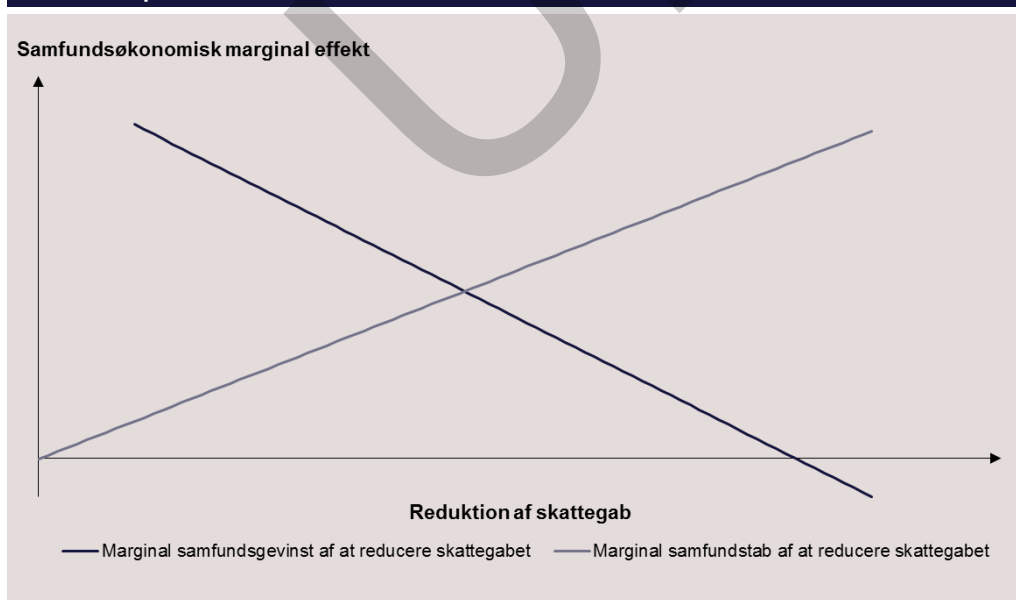 Samfundsøkonomisk marginal effekt
Reduktion af skattegab
Marginal samfundsgevinst af at reducere skattegabet
Marginal samfundstab af at reducere skattegabet